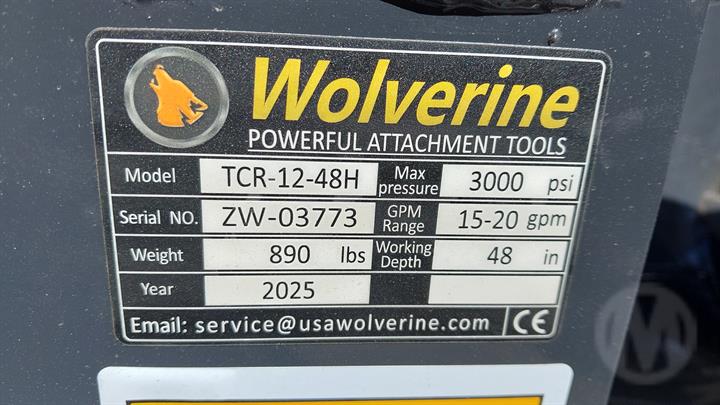 Wolverine
POWERFUL ATTACHMENT TOOLS
Model TCR-12-48H Max pressure 3000 psi
Serial NO. ZW-03773 GPM Range 15-20 gpm
Weight 890 lbs Working Depth 48 in
Year 2025
Email: service@usawolverine.com CE
M